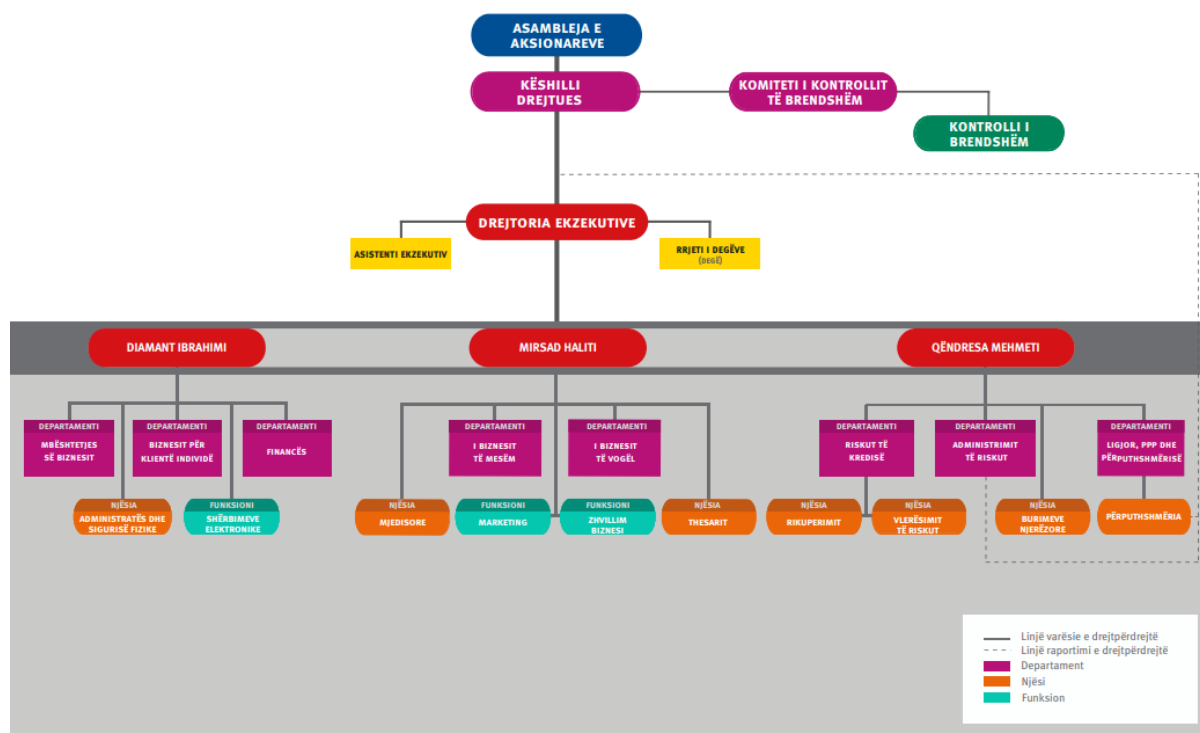 ASAMBLEJA E
AKSIONAREVE
KËSHILLI
DREJTUES
KOMITETI I KONTROLLIT
TË BRENDSHËM
KONTROLLI I
BRENDSHËM
DREJTORIA EKZEKUTIVE
ASISTENTI EKZEKUTIV
RRJETI I DEGËVE
(DEGË)
DIAMANT IBRAHIMI
MIRSAD HALITI
QËNDRESA MEHMETI
DEPARTAMENTI
MBËSHTETJES
SË BIZNESIT
DEPARTAMENTI
BIZNESIT PËR
KLIENTË INDIVIDË
DEPARTAMENTI
FINANCËS
DEPARTAMENTI
I BIZNESIT
TË MESËM
DEPARTAMENTI
I BIZNESIT
TË VOGËL
DEPARTAMENTI
RISKUT TË
KREDISË
DEPARTAMENTI
ADMINISTRIMIT
TË RISKUT
DEPARTAMENTI
LIGJOR, PPP DHE
PËRPUTHSHMËRISË
NJËSIA
ADMINISTRATËS DHE
SIGURISË FIZIKE
FUNKSIONI
SHËRBIMEVE
ELEKTRONIKE
NJËSIA
MJEDISORE
FUNKSIONI
MARKETING
FUNKSIONI
ZHVILLIM
BIZNESI
NJËSIA
THESARIT
NJËSIA
RIKUPERIMIT
NJËSIA
VLERËSIMIT
TË RISKUT
NJËSIA
BURIMEVE
NJERËZORE
PËRPUTHSHMËRIA
Linjë varësie e drejtpërdrejtë
Linjë raportimi e drejtpërdrejtë
Departament
Njësi
Funksion